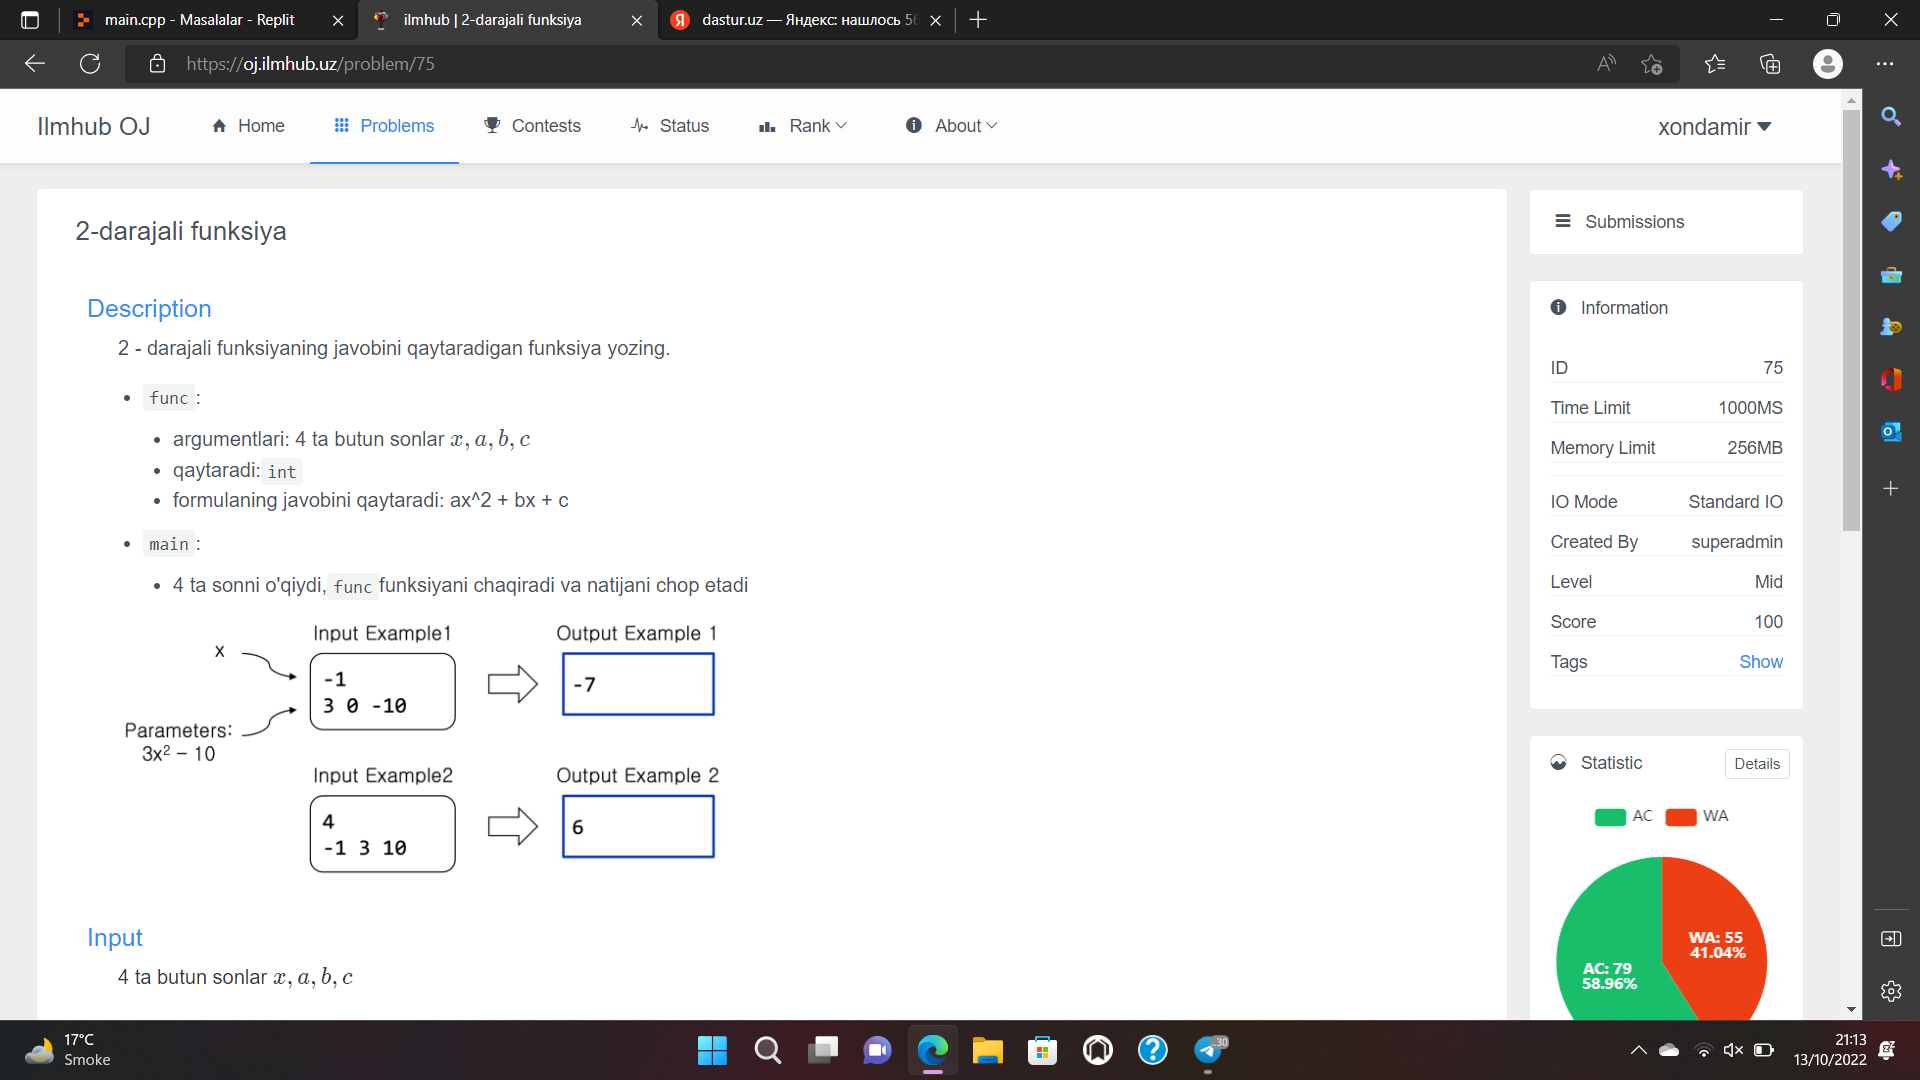 main.cpp - Masalalar - Replit
ilmhub | 2-darajali funksiya
dastur.uz — Яндекс: нашлось 56
https://oj.ilmhub.uz/problem/75
Ilmhub OJ
Home
Problems
Contests
Status
Rank
About
xondamir
2-darajali funksiya
Description
2 - darajali funksiyaning javobini qaytaradigan funksiya yozing.
• func :
• argumentlari: 4 ta butun sonlar x, a, b, c
• qaytaradi: int
• formulaning javobini qaytaradi: ax^2 + bx + c
• main :
• 4 ta sonni o'qiydi, func funksiyani chaqiradi va natijani chop etadi
Input Example1
Output Example 1
x
-1
3 0 -10
-7
Parameters:
3x² − 10
Input Example2
Output Example 2
4
-1 3 10
6
Input
4 ta butun sonlar x, a, b, c
Submissions
Information
ID 75
Time Limit 1000MS
Memory Limit 256MB
IO Mode Standard IO
Created By superadmin
Level Mid
Score 100
Tags Show
Statistic
Details
AC WA
WA: 55
41.04%
AC: 79
58.96%
17°C
Smoke
30
21:13
13/10/2022